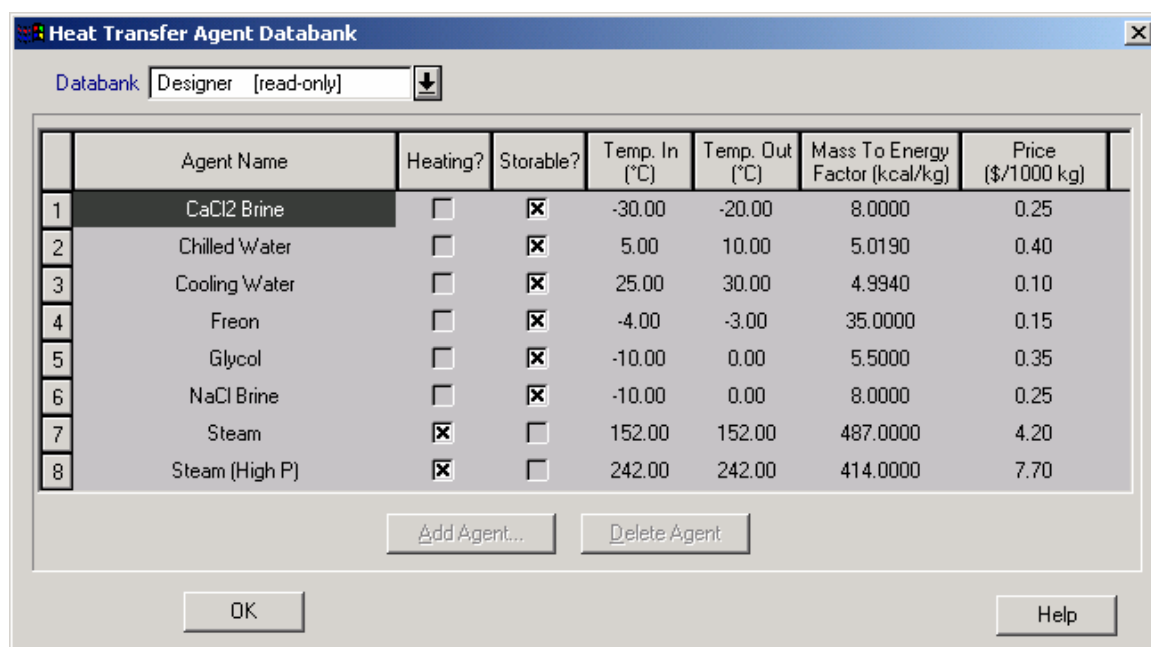 Heat Transfer Agent Databank
Databank Designer [read-only]
Agent Name Heating? Storable? Temp. In (°C) Temp. Out (°C) Mass To Energy Factor (kcal/kg) Price ($/1000 kg)
1 CaCl2 Brine -30.00 -20.00 8.0000 0.25
2 Chilled Water 5.00 10.00 5.0190 0.40
3 Cooling Water 25.00 30.00 4.9940 0.10
4 Freon -4.00 -3.00 35.0000 0.15
5 Glycol -10.00 0.00 5.5000 0.35
6 NaCl Brine -10.00 0.00 8.0000 0.25
7 Steam 152.00 152.00 487.0000 4.20
8 Steam (High P) 242.00 242.00 414.0000 7.70
Add Agent... Delete Agent
OK Help